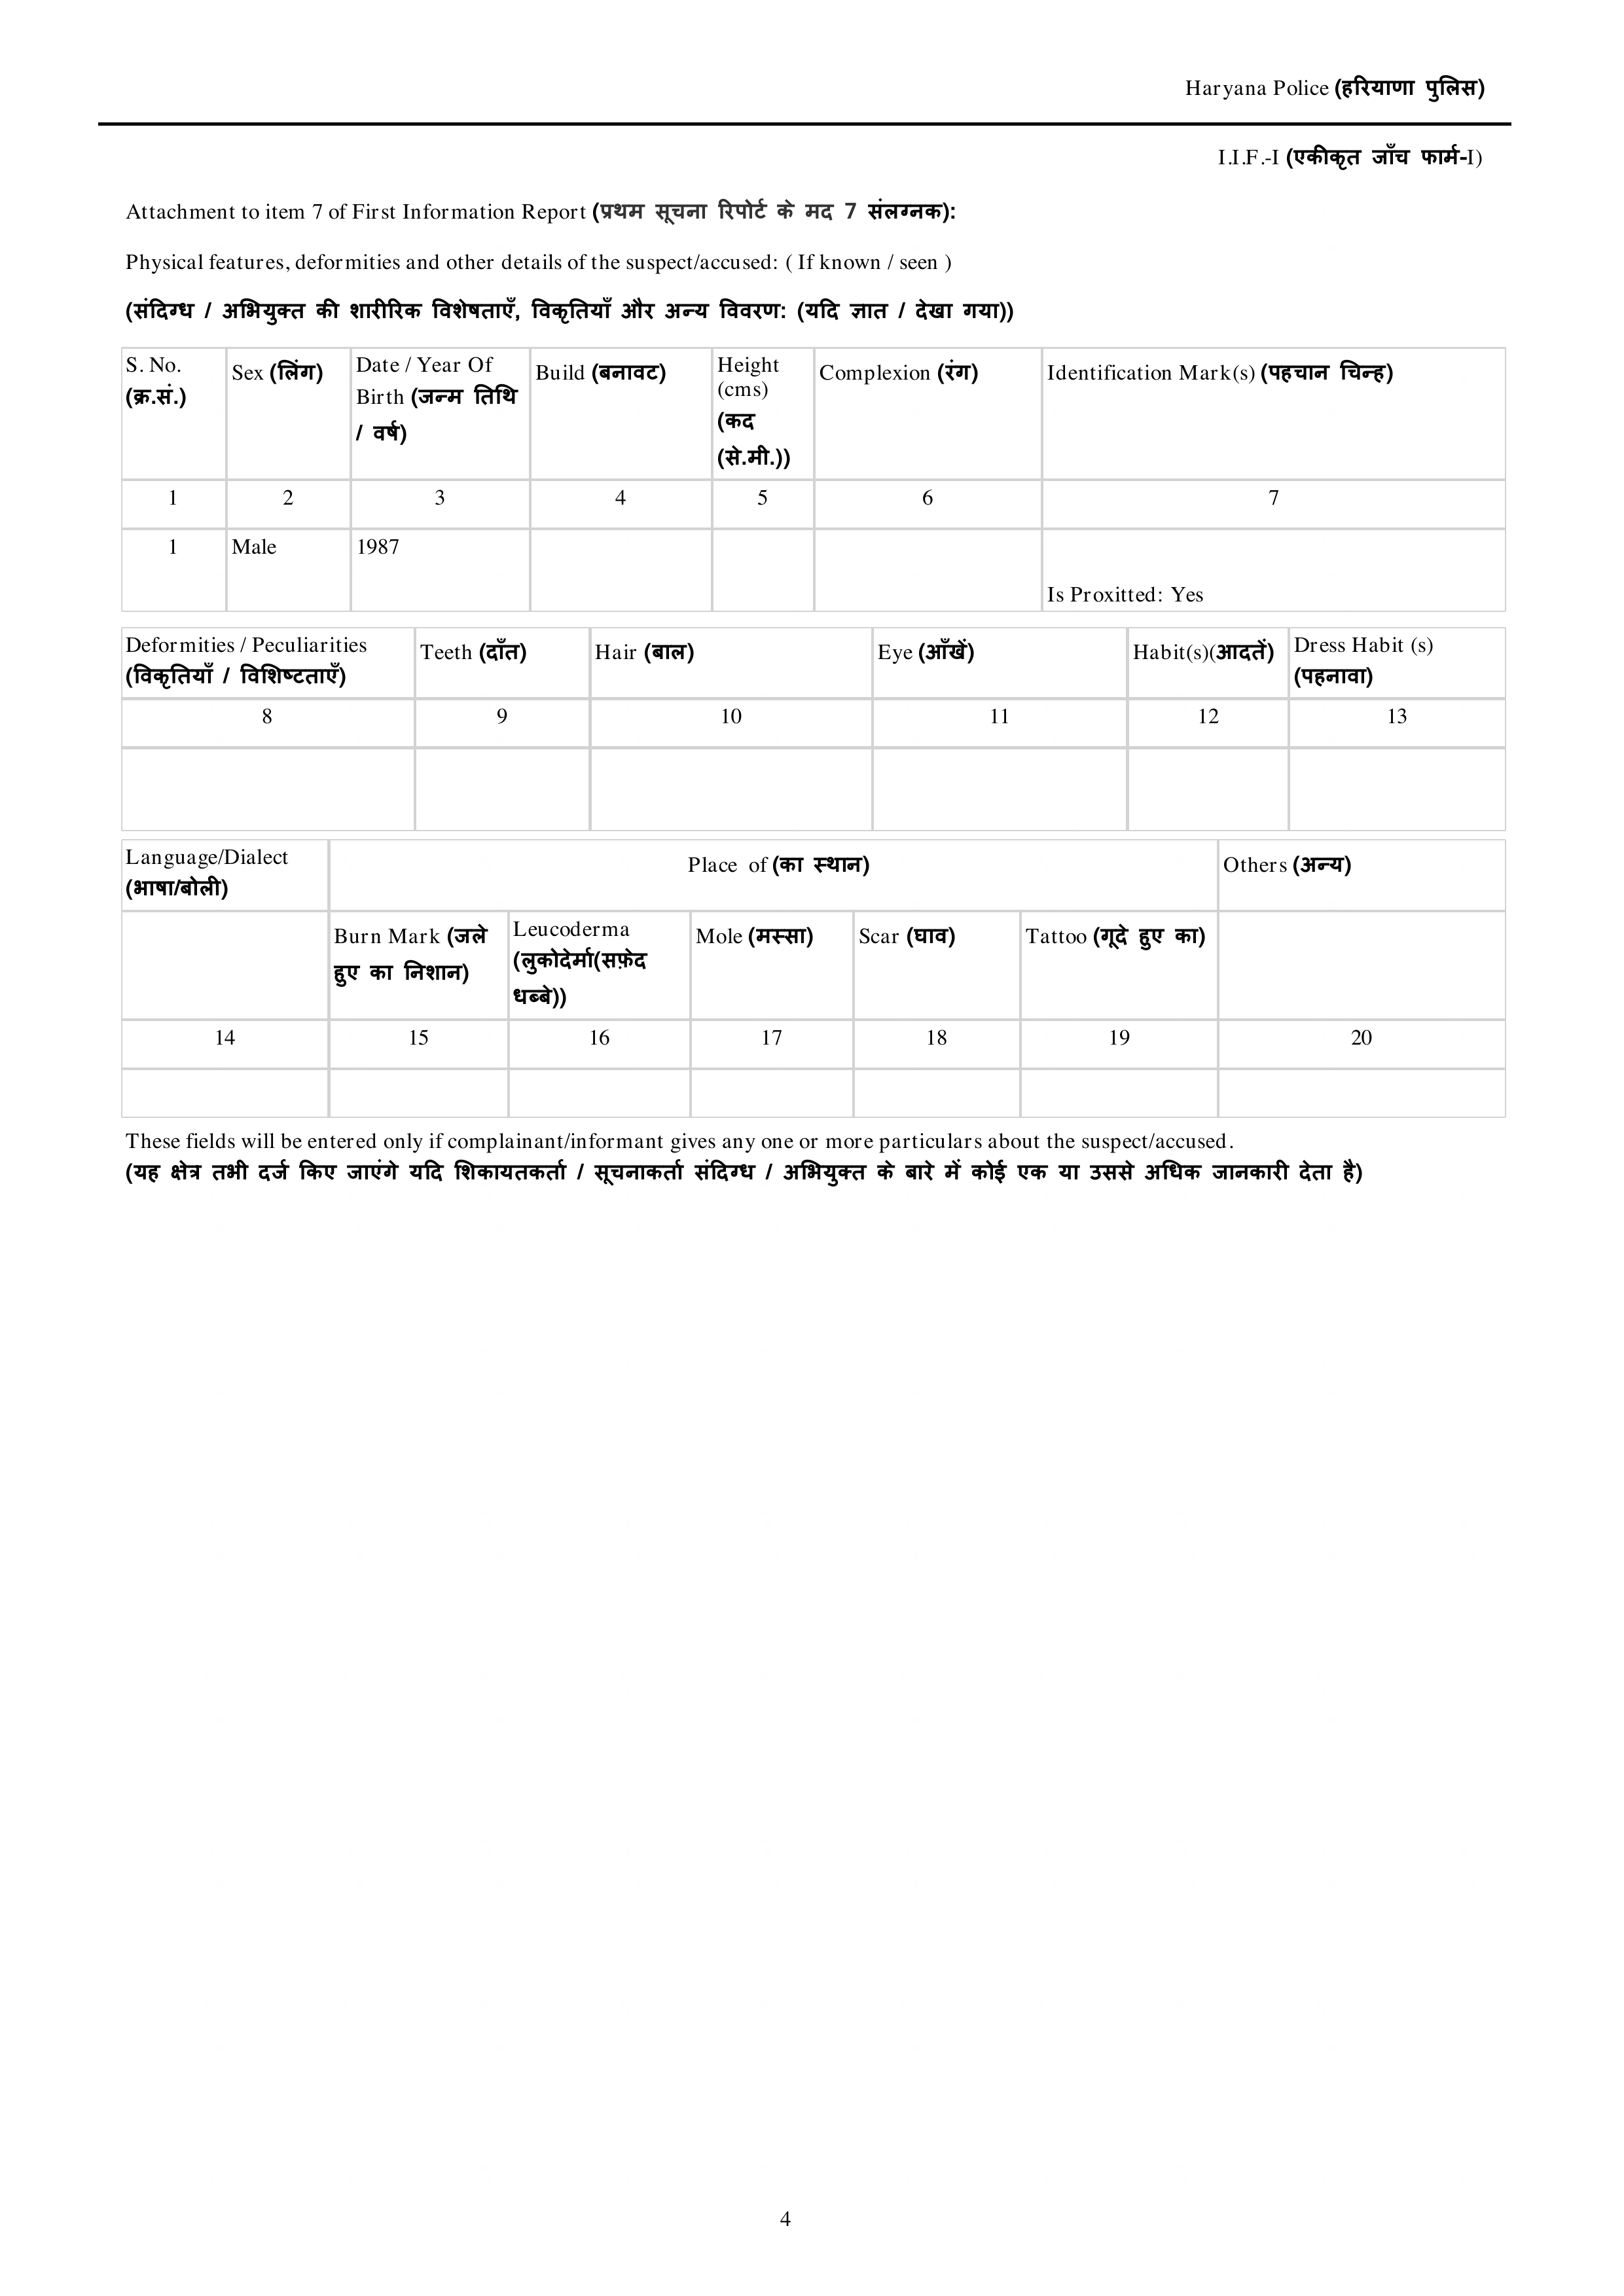 Haryana Police (हरियाणा पुलिस)
I.I.F.-I (एकीकृत जाँच फार्म-I)
Attachment to item 7 of First Information Report (प्रथम सूचना रिपोर्ट के मद 7 संलग्नक):
Physical features, deformities and other details of the suspect/accused: ( If known / seen )
(संदिग्ध / अभियुक्त की शारीरिक विशेषताएँ, विकृतियाँ और अन्य विवरण: (यदि ज्ञात / देखा गया))
S. No. (क्र.सं.)
Sex (लिंग)
Date / Year Of Birth (जन्म तिथि / वर्ष)
Build (बनावट)
Height (cms) (कद (से.मी.))
Complexion (रंग)
Identification Mark(s) (पहचान चिन्ह)
1 2 3 4 5 6 7
1 Male 1987
Is Proxitted: Yes
Deformities / Peculiarities (विकृतियाँ / विशिष्टताएँ)
Teeth (दाँत)
Hair (बाल)
Eye (आँखें)
Habit(s)(आदतें)
Dress Habit (s) (पहनावा)
8 9 10 11 12 13
Language/Dialect (भाषा/बोली)
Place of (का स्थान)
Others (अन्य)
Burn Mark (जले हुए का निशान)
Leucoderma (लुकोदेर्मा(सफ़ेद धब्बे))
Mole (मस्सा)
Scar (घाव)
Tattoo (गूदे हुए का)
14 15 16 17 18 19 20
These fields will be entered only if complainant/informant gives any one or more particulars about the suspect/accused.
(यह क्षेत्र तभी दर्ज किए जाएंगे यदि शिकायतकर्ता / सूचनाकर्ता संदिग्ध / अभियुक्त के बारे में कोई एक या उससे अधिक जानकारी देता है)
4